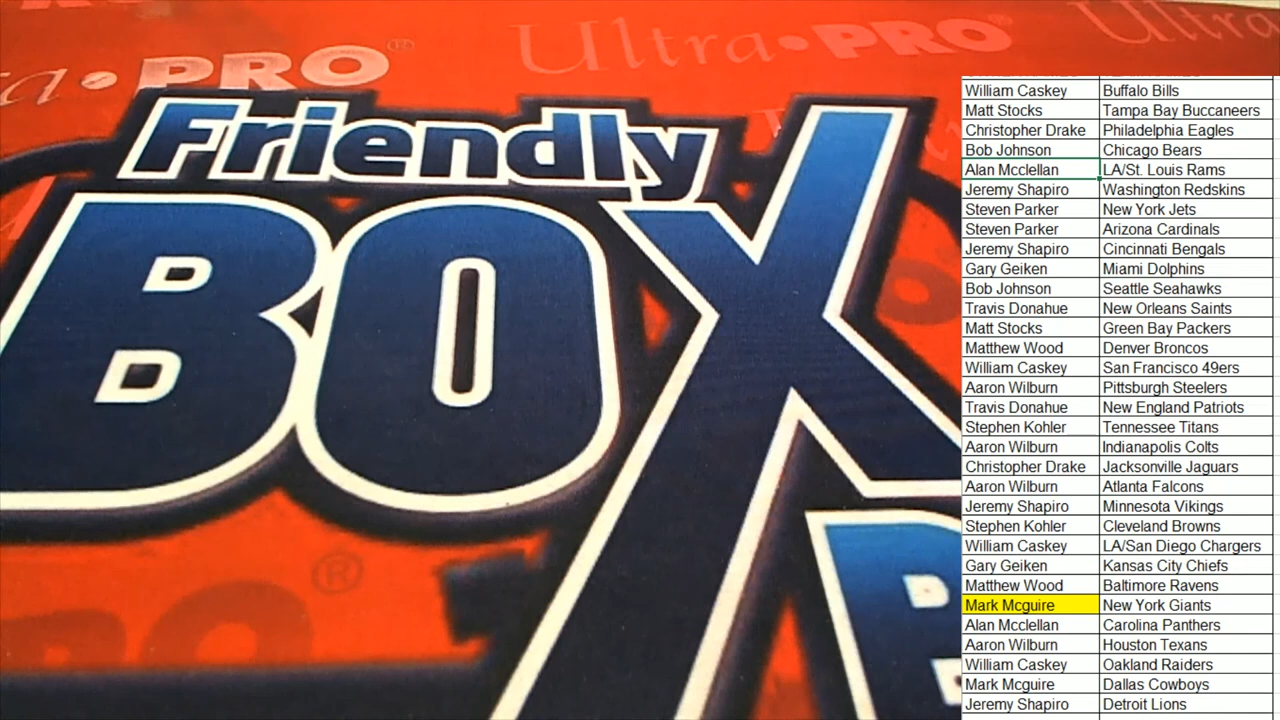 Ultra•PRO®
PRO®
Ultra
Friendly
BOX
®
PRO
William Caskey Buffalo Bills
Matt Stocks Tampa Bay Buccaneers
Christopher Drake Philadelphia Eagles
Bob Johnson Chicago Bears
Alan Mcclellan LA/St. Louis Rams
Jeremy Shapiro Washington Redskins
Steven Parker New York Jets
Steven Parker Arizona Cardinals
Jeremy Shapiro Cincinnati Bengals
Gary Geiken Miami Dolphins
Bob Johnson Seattle Seahawks
Travis Donahue New Orleans Saints
Matt Stocks Green Bay Packers
Matthew Wood Denver Broncos
William Caskey San Francisco 49ers
Aaron Wilburn Pittsburgh Steelers
Travis Donahue New England Patriots
Stephen Kohler Tennessee Titans
Aaron Wilburn Indianapolis Colts
Christopher Drake Jacksonville Jaguars
Aaron Wilburn Atlanta Falcons
Jeremy Shapiro Minnesota Vikings
Stephen Kohler Cleveland Browns
William Caskey LA/San Diego Chargers
Gary Geiken Kansas City Chiefs
Matthew Wood Baltimore Ravens
Mark Mcguire New York Giants
Alan Mcclellan Carolina Panthers
Aaron Wilburn Houston Texans
William Caskey Oakland Raiders
Mark Mcguire Dallas Cowboys
Jeremy Shapiro Detroit Lions